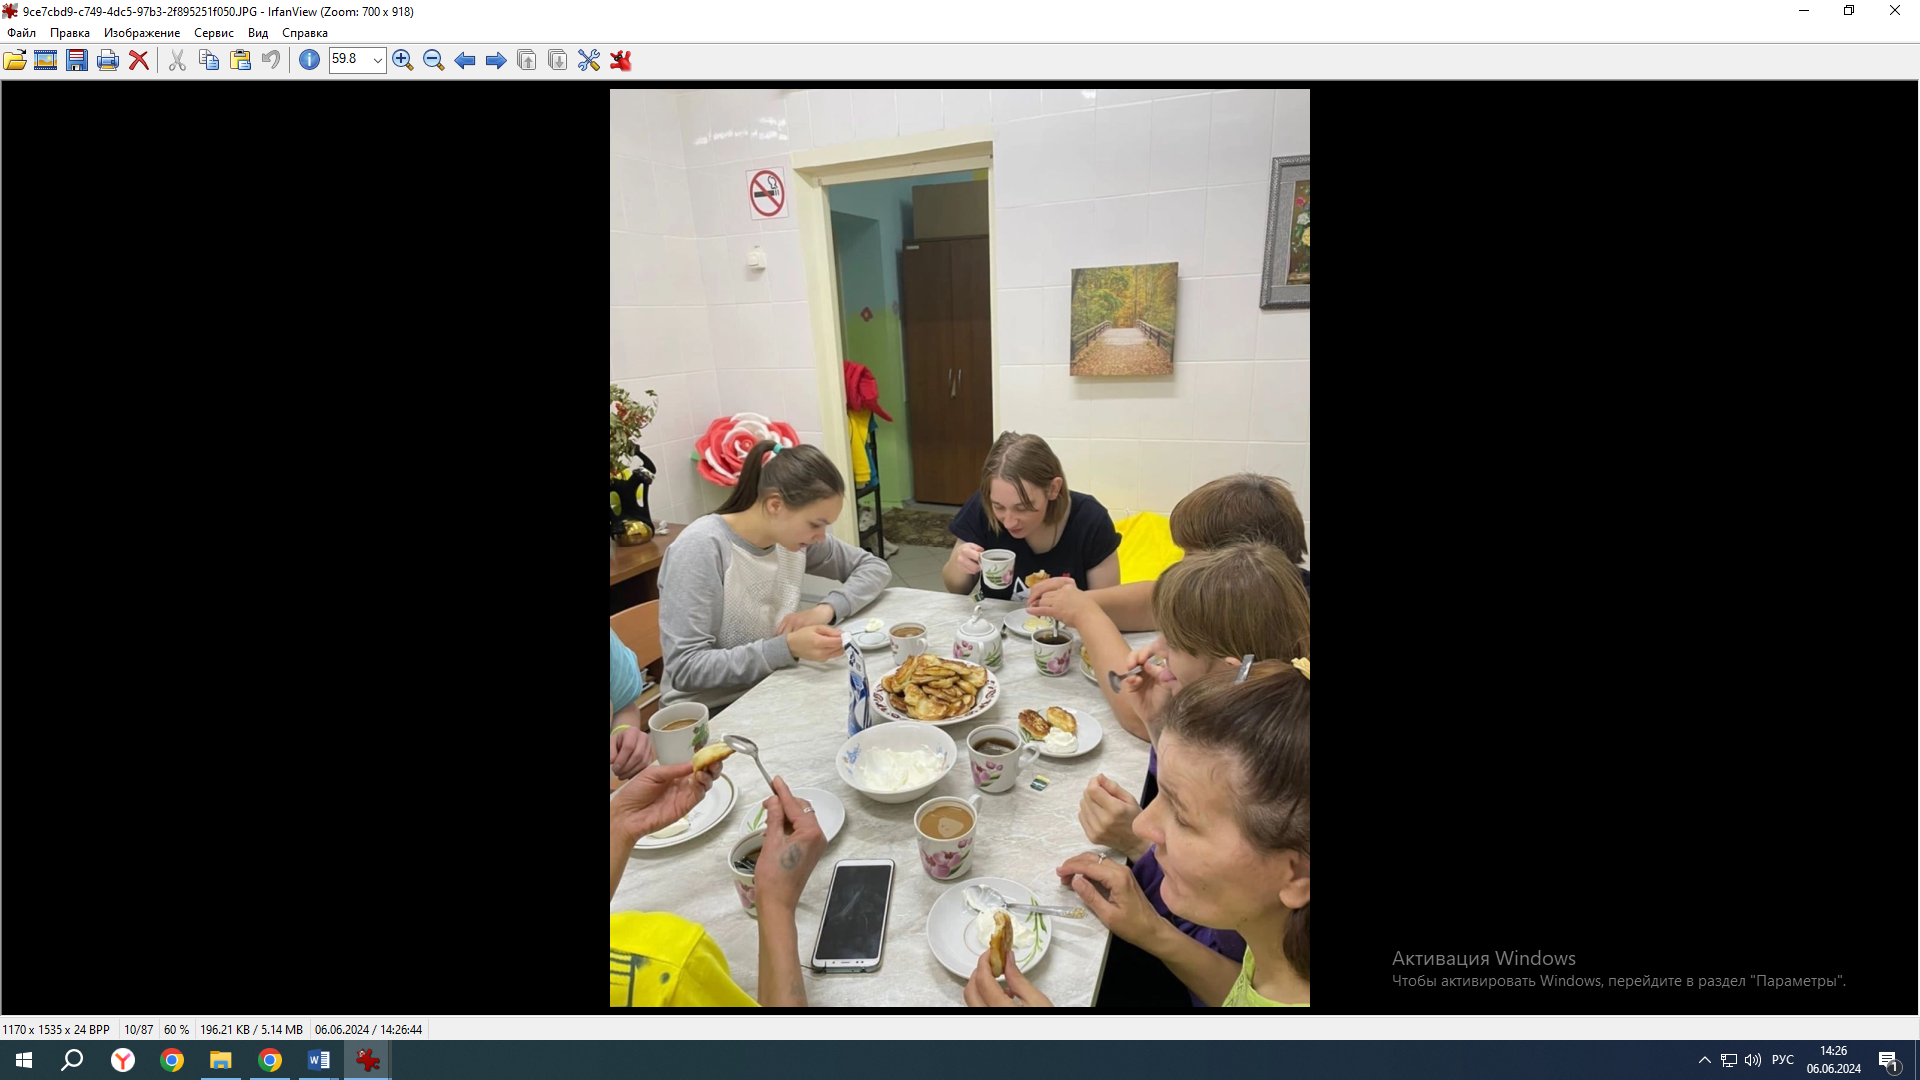 9ce7cbd9-c749-4dc5-97b3-2f895251f050.JPG - IrfanView (Zoom: 700 x 918)
Файл Правка Изображение Сервис Вид Справка
59.8
Активация Windows
Чтобы активировать Windows, перейдите в раздел "Параметры".
1170 x 1535 x 24 BPP 10/87 60 % 196.21 KB / 5.14 MB 06.06.2024 / 14:26:44
РУС
14:26
06.06.2024
1